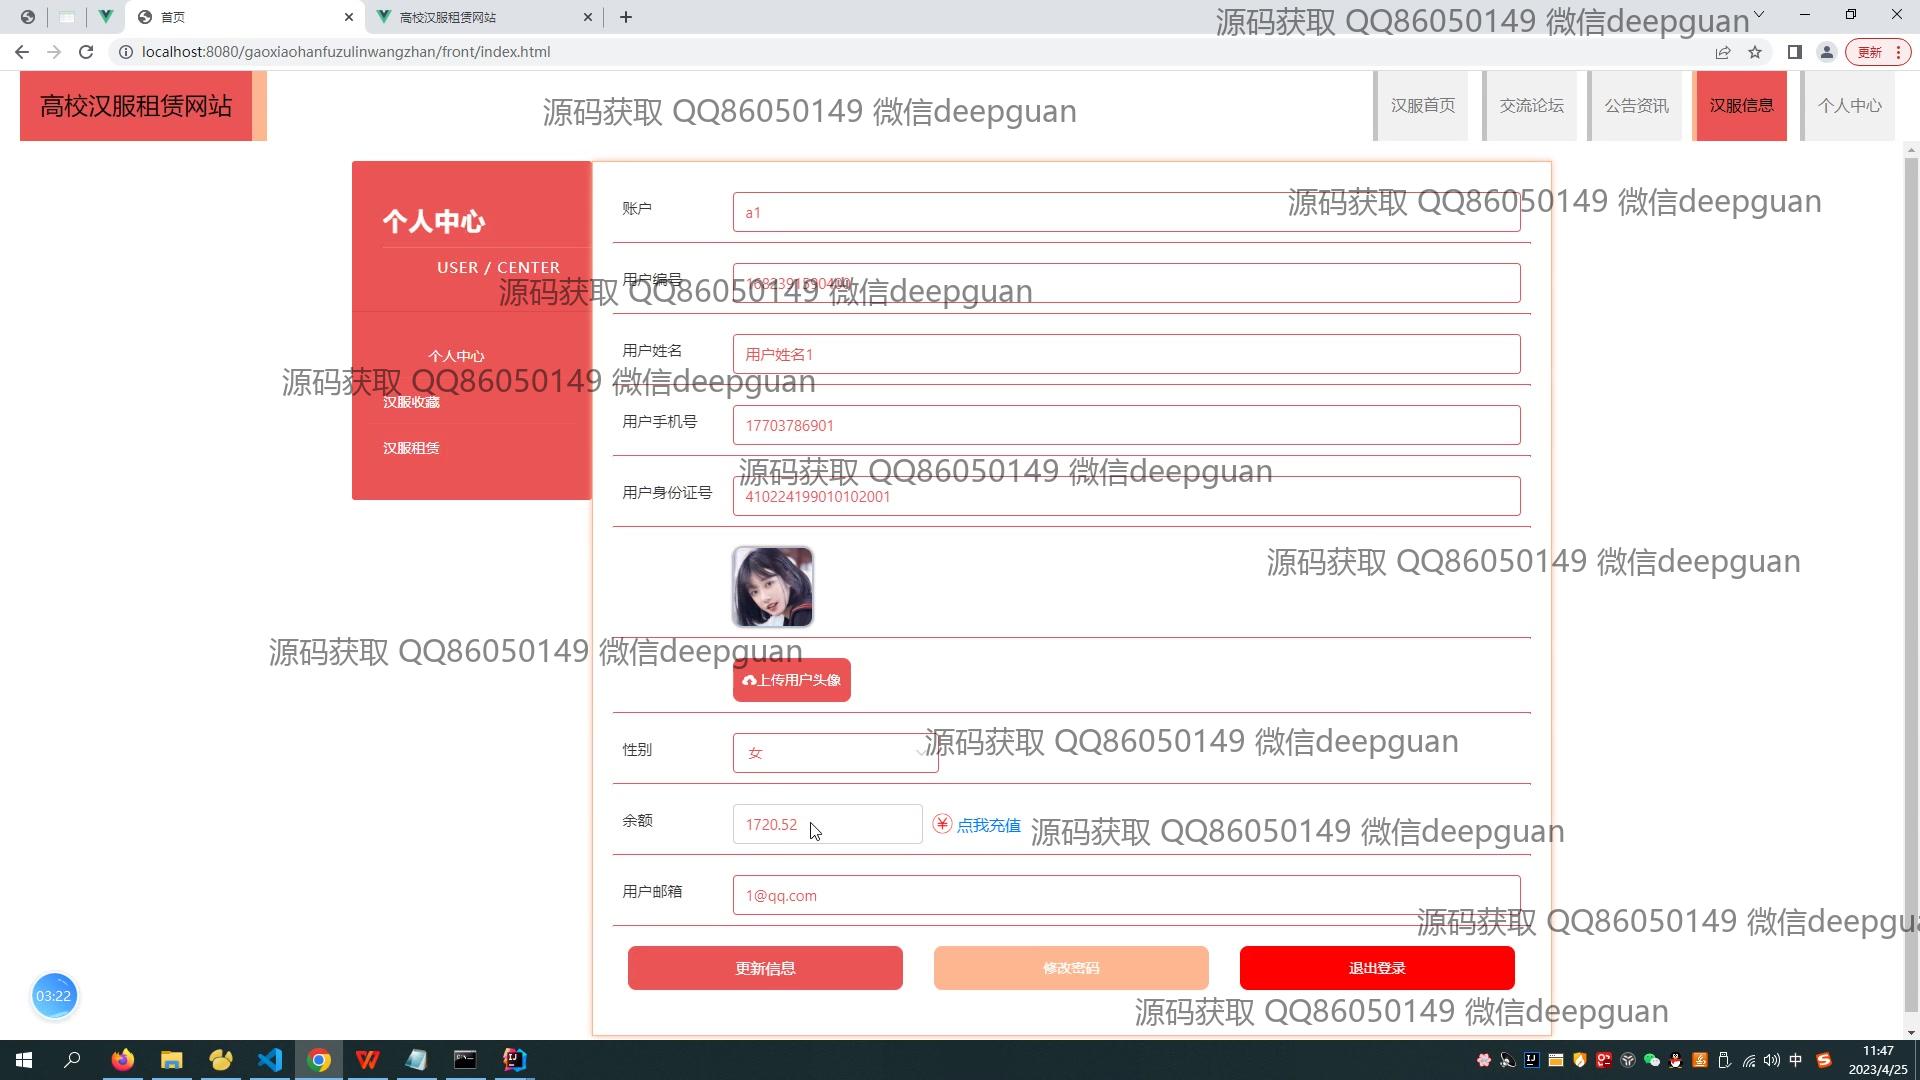 首页
高校汉服租赁网站
源码获取 QQ86050149 微信deepguan
localhost:8080/gaoxiaohanfuzulinwangzhan/front/index.html
更新
高校汉服租赁网站
源码获取 QQ86050149 微信deepguan
汉服首页
交流论坛
公告资讯
汉服信息
个人中心
个人中心
USER / CENTER
个人中心
汉服收藏
汉服租赁
账户
a1
源码获取 QQ86050149 微信deepguan
用户编号
源码获取 QQ86050149 微信deepguan
用户姓名
用户姓名1
源码获取 QQ86050149 微信deepguan
用户手机号
17703786901
源码获取 QQ86050149 微信deepguan
用户身份证号
410224199010102001
源码获取 QQ86050149 微信deepguan
源码获取 QQ86050149 微信deepguan
上传用户头像
源码获取 QQ86050149 微信deepguan
性别
女
余额
1720.52
点我充值
源码获取 QQ86050149 微信deepguan
用户邮箱
1@qq.com
源码获取 QQ86050149 微信deepgua
更新信息
修改密码
退出登录
03:22
源码获取 QQ86050149 微信deepguan
中
11:47
2023/4/25